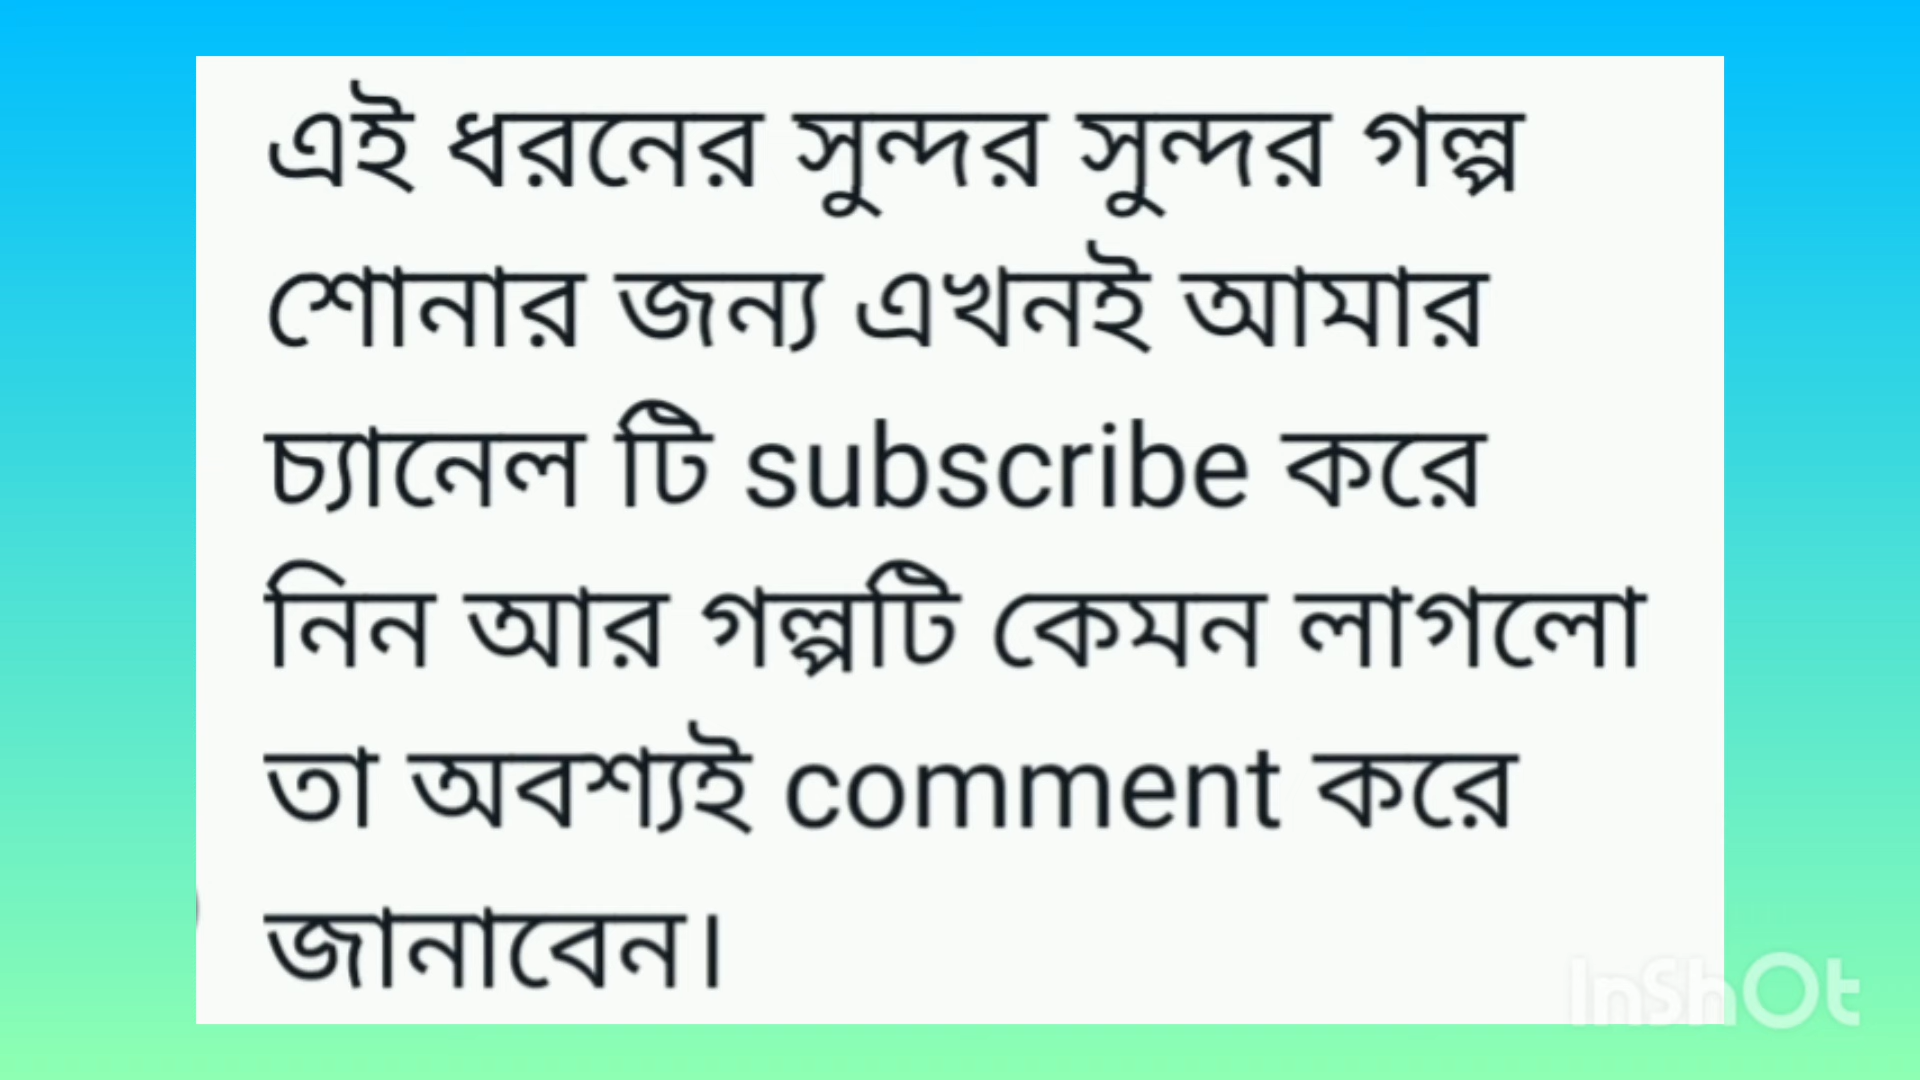 এই ধরনের সুন্দর সুন্দর গল্প
শোনার জন্য এখনই আমার
চ্যানেল টি subscribe করে
নিন আর গল্পটি কেমন লাগলো
তা অবশ্যই comment করে
জানাবেন।
InShOt